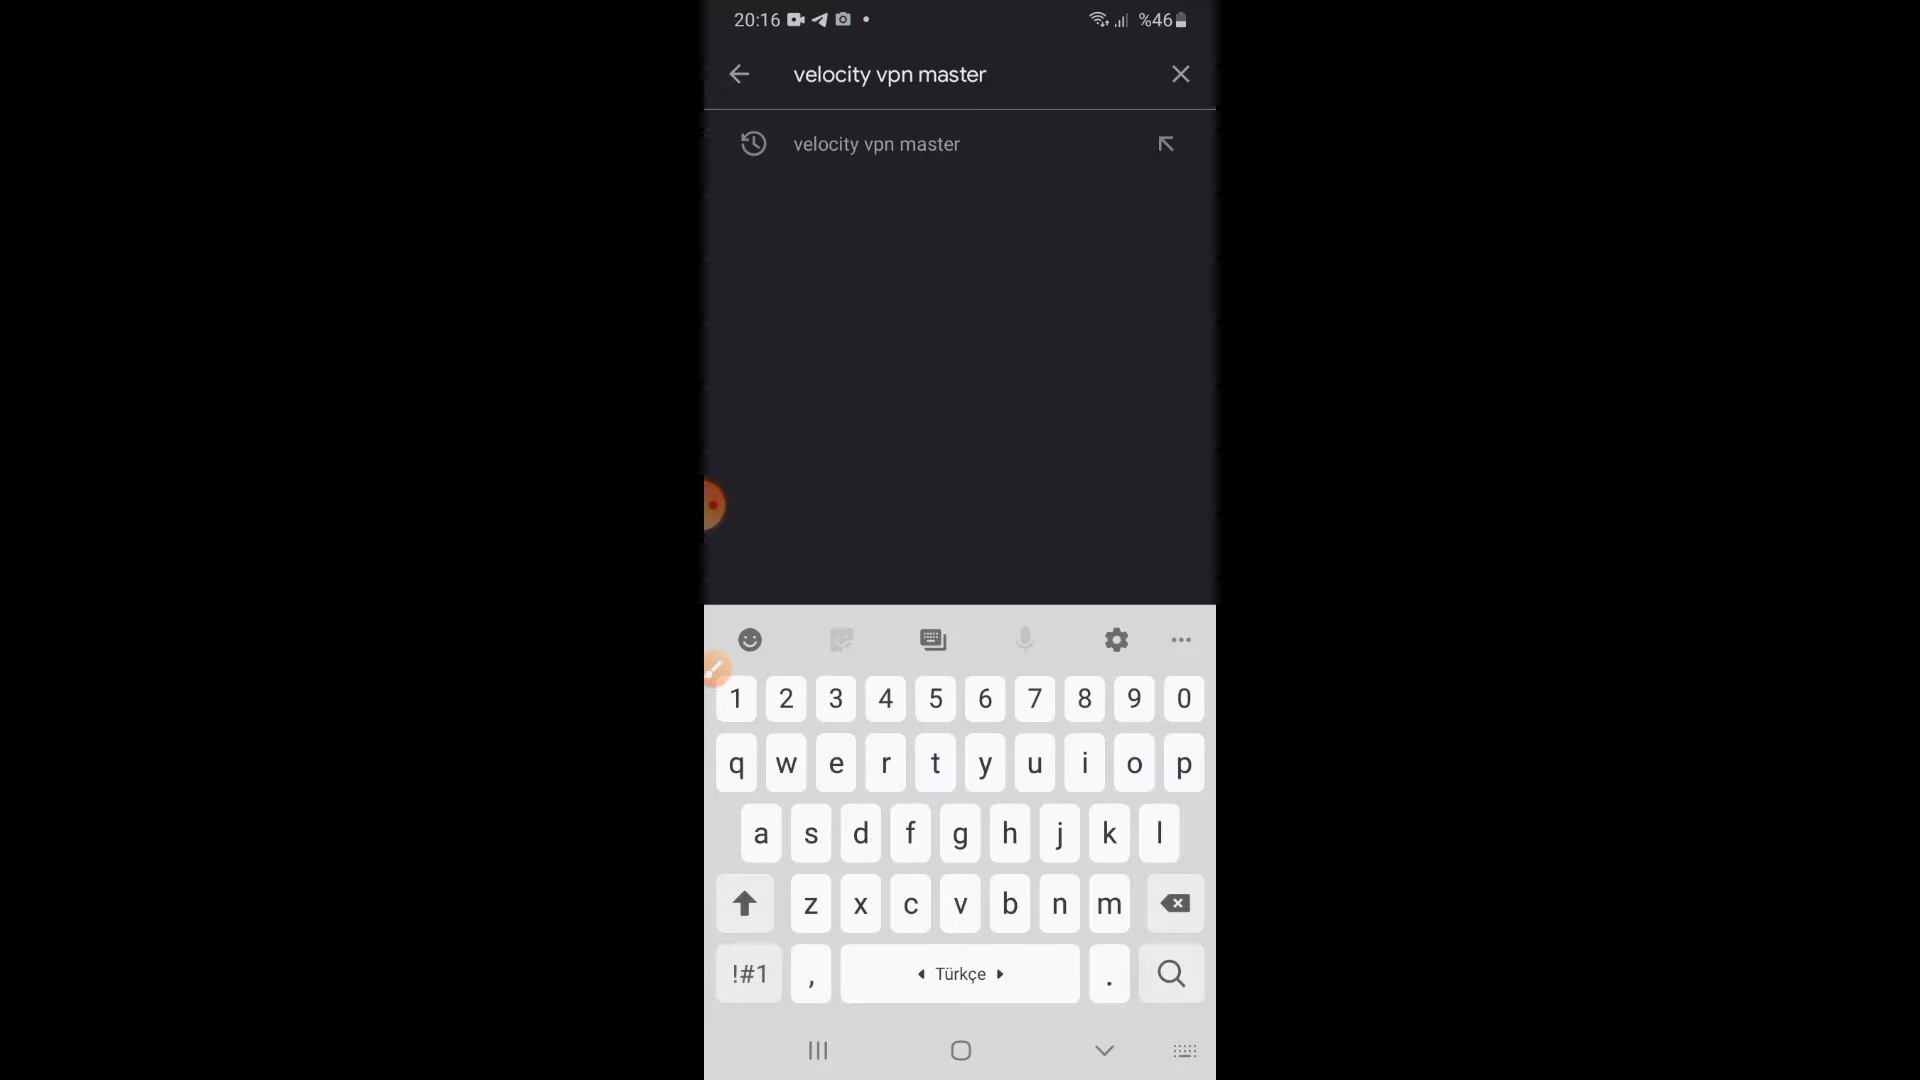 20:16 %46
velocity vpn master
velocity vpn master
1 2 3 4 5 6 7 8 9 0
q w e r t y u i o p
a s d f g h j k l
z x c v b n m
!#1 , Türkçe .